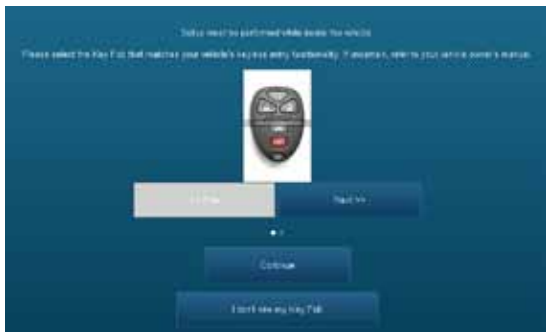 Setup must be performed while inside the vehicle
Please select the Key Fob that matches your vehicle's keyless entry functionality. If uncertain, refer to your vehicle owner's manual.
Next >>
Continue
I don't see my Key Fob